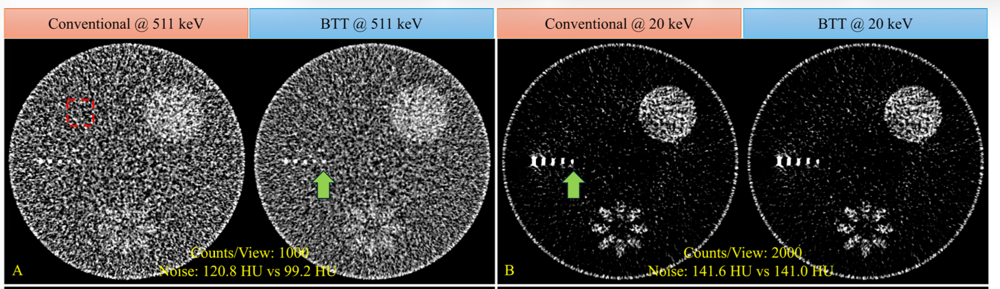 Conventional @ 511 keV
BTT @ 511 keV
Conventional @ 20 keV
BTT @ 20 keV
Counts/View: 1000
Noise: 120.8 HU vs 99.2 HU
A
Counts/View: 2000
Noise: 141.6 HU vs 141.0 HU
B